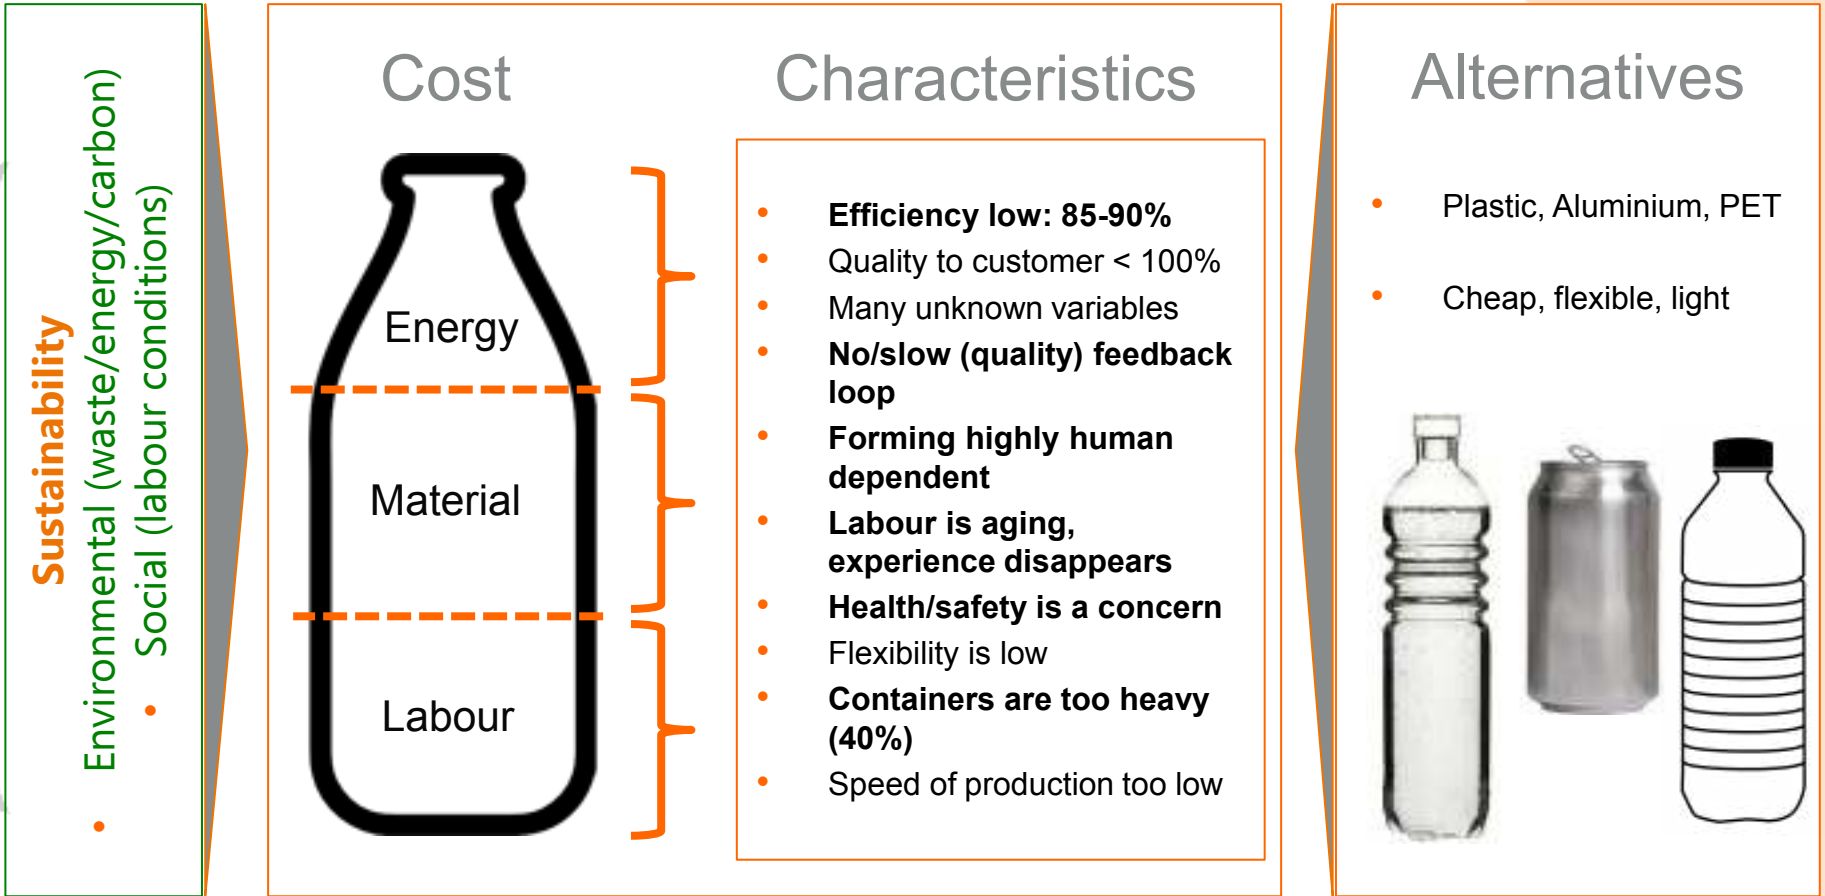 Sustainability
• Environmental (waste/energy/carbon)
• Social (labour conditions)
Cost
Energy
Material
Labour
Characteristics
• Efficiency low: 85-90%
• Quality to customer < 100%
• Many unknown variables
• No/slow (quality) feedback
loop
• Forming highly human
dependent
• Labour is aging,
experience disappears
• Health/safety is a concern
• Flexibility is low
• Containers are too heavy
(40%)
• Speed of production too low
Alternatives
• Plastic, Aluminium, PET
• Cheap, flexible, light